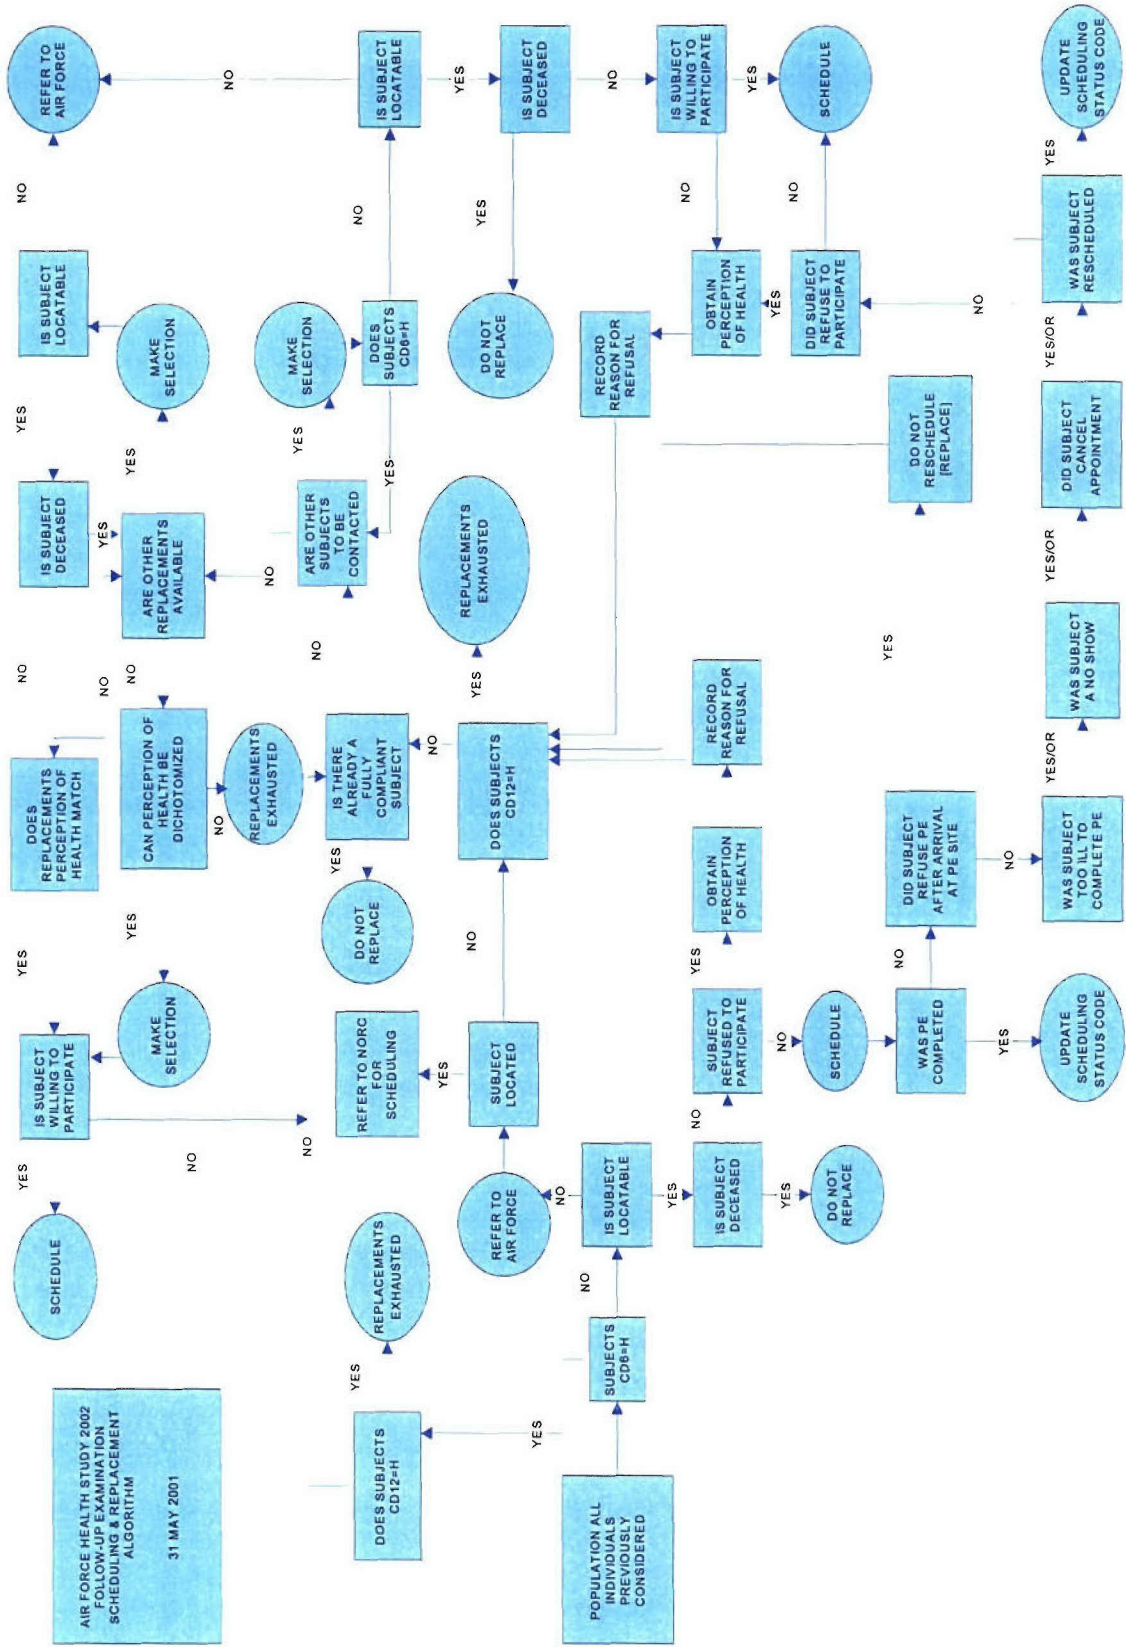 AIR FORCE HEALTH STUDY 2002
FOLLOW-UP EXAMINATION
SCHEDULING & REPLACEMENT
ALGORITHM
31 MAY 2001
SCHEDULE
YES
IS SUBJECT
WILLING TO
PARTICIPATE
YES
DOES
REPLACEMENTS
PERCEPTION OF
HEALTH MATCH
NO
IS SUBJECT
DECEASED
YES
IS SUBJECT
LOCATABLE
NO
REFER TO
AIR FORCE
NO
MAKE
SELECTION
YES
CAN PERCEPTION OF
HEALTH BE
DICHOTOMIZED
NO
NO
YES
ARE OTHER
REPLACEMENTS
AVAILABLE
YES
MAKE
SELECTION
NO
NO
NO
REPLACEMENTS
EXHAUSTED
NO
NO
YES
MAKE
SELECTION
DOES SUBJECTS
CD12=H
YES
REPLACEMENTS
EXHAUSTED
REFER TO NORC
FOR
SCHEDULING
DO NOT
REPLACE
YES
IS THERE
ALREADY A
FULLY
COMPLIANT
SUBJECT
ARE OTHER
SUBJECTS
TO BE
CONTACTED
YES
DOES
SUBJECTS
CD6=H
NO
IS SUBJECT
LOCATABLE
YES
NO
YES
REFER TO
AIR FORCE
SUBJECT
LOCATED
NO
DOES SUBJECTS
CD12=H
YES
REPLACEMENTS
EXHAUSTED
DO NOT
REPLACE
YES
IS SUBJECT
DECEASED
YES
NO
NO
POPULATION ALL
INDIVIDUALS
PREVIOUSLY
CONSIDERED
SUBJECTS
CD6=H
NO
IS SUBJECT
LOCATABLE
RECORD
REASON FOR
REFUSAL
YES
NO
IS SUBJECT
WILLING TO
PARTICIPATE
IS SUBJECT
DECEASED
NO
SUBJECT
REFUSED TO
PARTICIPATE
YES
OBTAIN
PERCEPTION
OF HEALTH
RECORD
REASON FOR
REFUSAL
OBTAIN
PERCEPTION
OF HEALTH
YES
YES
NO
YES
NO
DO NOT
REPLACE
SCHEDULE
DID SUBJECT
REFUSE TO
PARTICIPATE
SCHEDULE
WAS PE
COMPLETED
NO
DID SUBJECT
REFUSE PE
AFTER ARRIVAL
AT PE SITE
YES
DO NOT
RESCHEDULE
[REPLACE]
NO
YES
NO
UPDATE
SCHEDULING
STATUS CODE
WAS SUBJECT
TOO ILL TO
COMPLETE PE
YES/OR
WAS SUBJECT
A NO SHOW
YES/OR
DID SUBJECT
CANCEL
APPOINTMENT
YES/OR
WAS SUBJECT
RESCHEDULED
YES
UPDATE
SCHEDULING
STATUS CODE